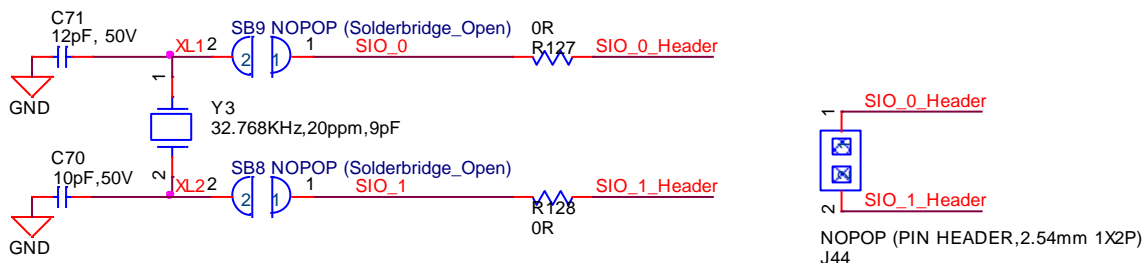 C71
12pF, 50V
GND
XL1
2
SB9 NOPOP (Solderbridge_Open)
2
1
1
SIO_0
0R
R127
SIO_0_Header
1
Y3
32.768KHz,20ppm,9pF
2
C70
10pF,50V
GND
XL2
2
SB8 NOPOP (Solderbridge_Open)
2
1
1
SIO_1
R128
0R
SIO_1_Header
1
SIO_0_Header
2
SIO_1_Header
NOPOP (PIN HEADER,2.54mm 1X2P)
J44